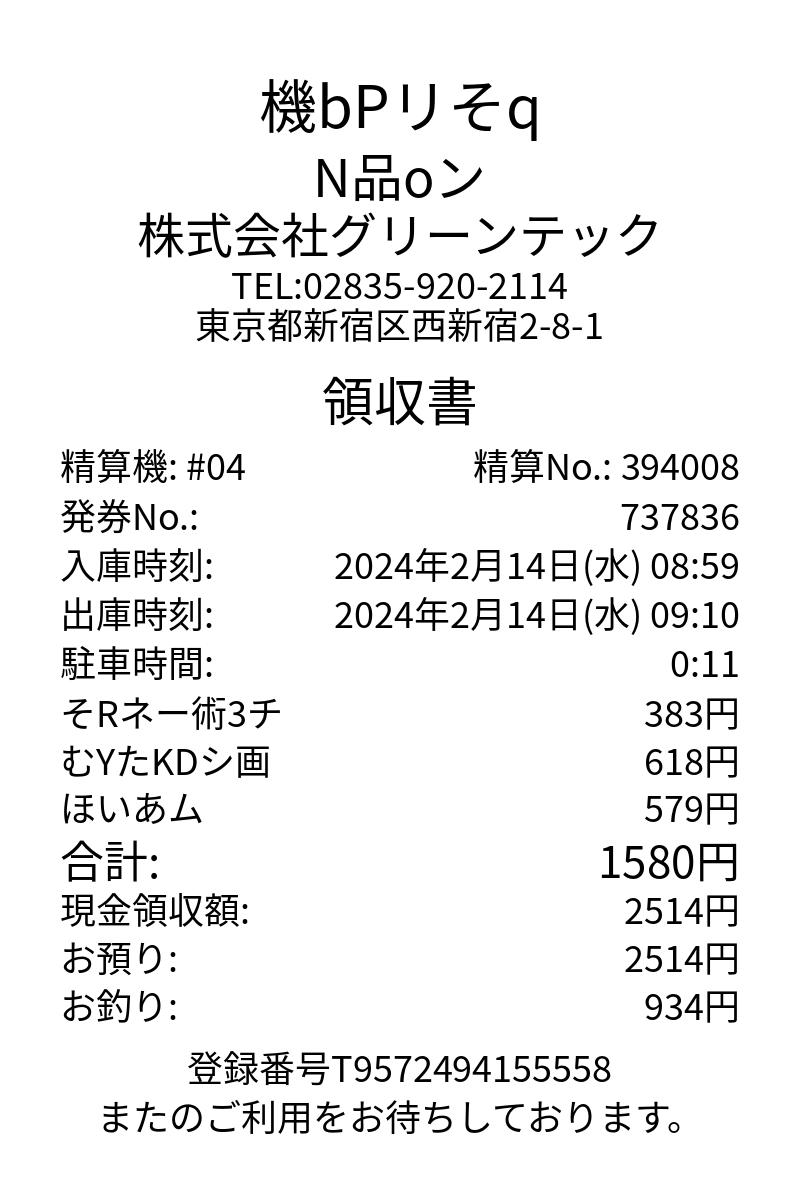 機bPリそq
N品oン
株式会社グリーンテック
TEL:02835-920-2114
東京都新宿区西新宿2-8-1
領収書
精算機: #04 精算No.: 394008
発券No.: 737836
入庫時刻: 2024年2月14日(水) 08:59
出庫時刻: 2024年2月14日(水) 09:10
駐車時間: 0:11
そRネー術3チ 383円
むYたKDシ画 618円
ほいあム 579円
合計: 1580円
現金領収額: 2514円
お預り: 2514円
お釣り: 934円
登録番号T9572494155558
またのご利用をお待ちしております。